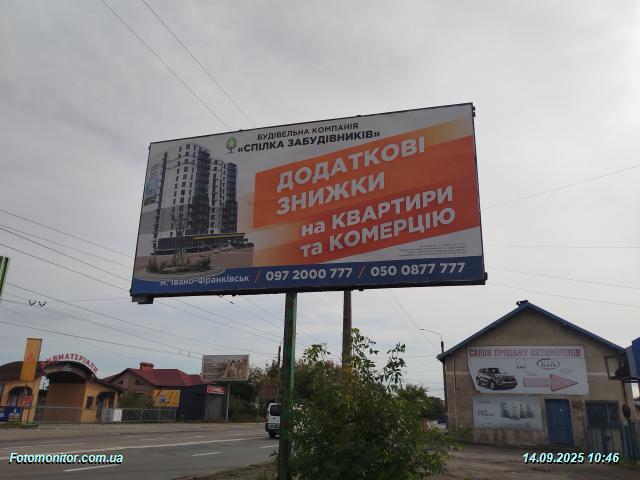 БУДІВЕЛЬНА КОМПАНІЯ
«СПІЛКА ЗАБУДІВНИКІВ»
ДОДАТКОВІ
ЗНИЖКИ
на КВАРТИРИ
та КОМЕРЦІЮ
м. Івано-Франківськ / 097 2000 777 / 050 0877 777
САЛОН ПРОДАЖУ АВТОМОБІЛІВ
KIA
Fotomonitor.com.ua
14.09.2025 10:46